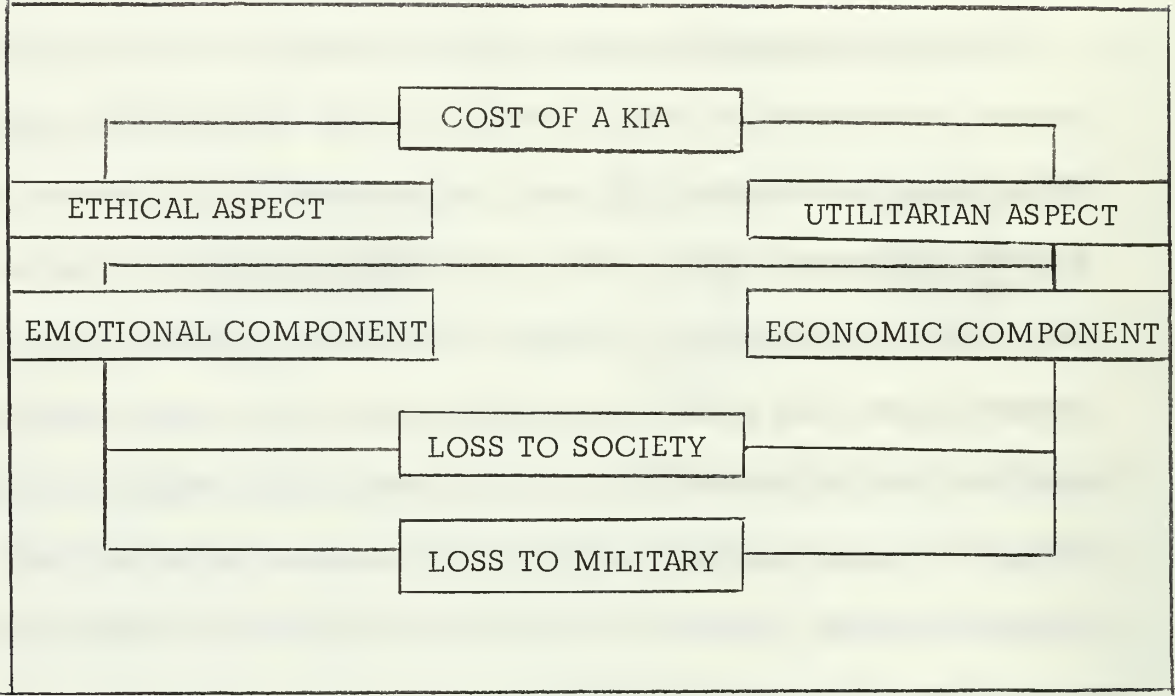 COST OF A KIA
ETHICAL ASPECT
UTILITARIAN ASPECT
EMOTIONAL COMPONENT
ECONOMIC COMPONENT
LOSS TO SOCIETY
LOSS TO MILITARY